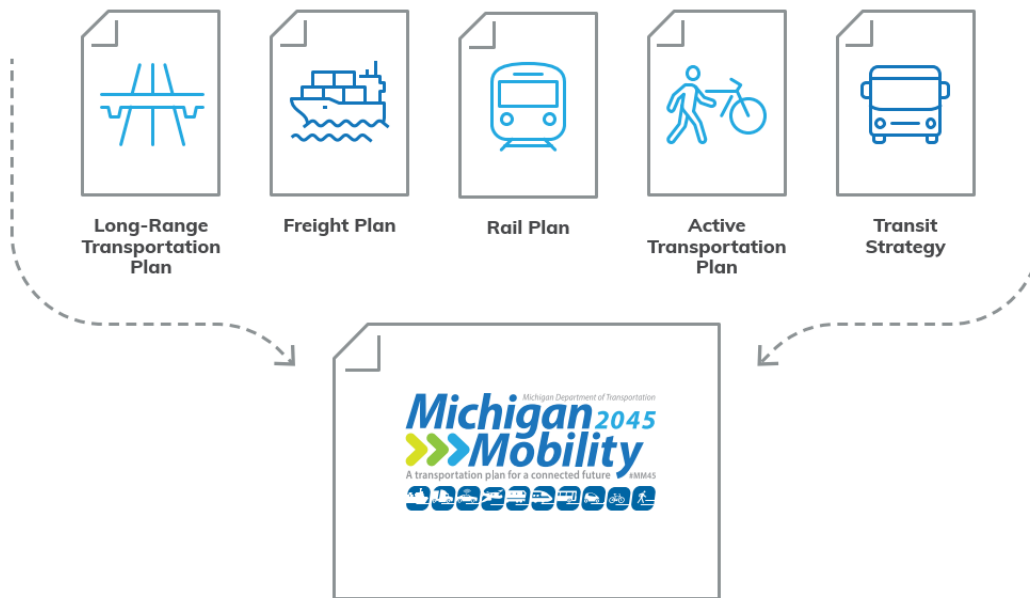 Long-Range
Transportation
Plan
Freight Plan
Rail Plan
Active
Transportation
Plan
Transit
Strategy
Michigan Department of Transportation
Michigan 2045
Mobility
A transportation plan for a connected future #MM45